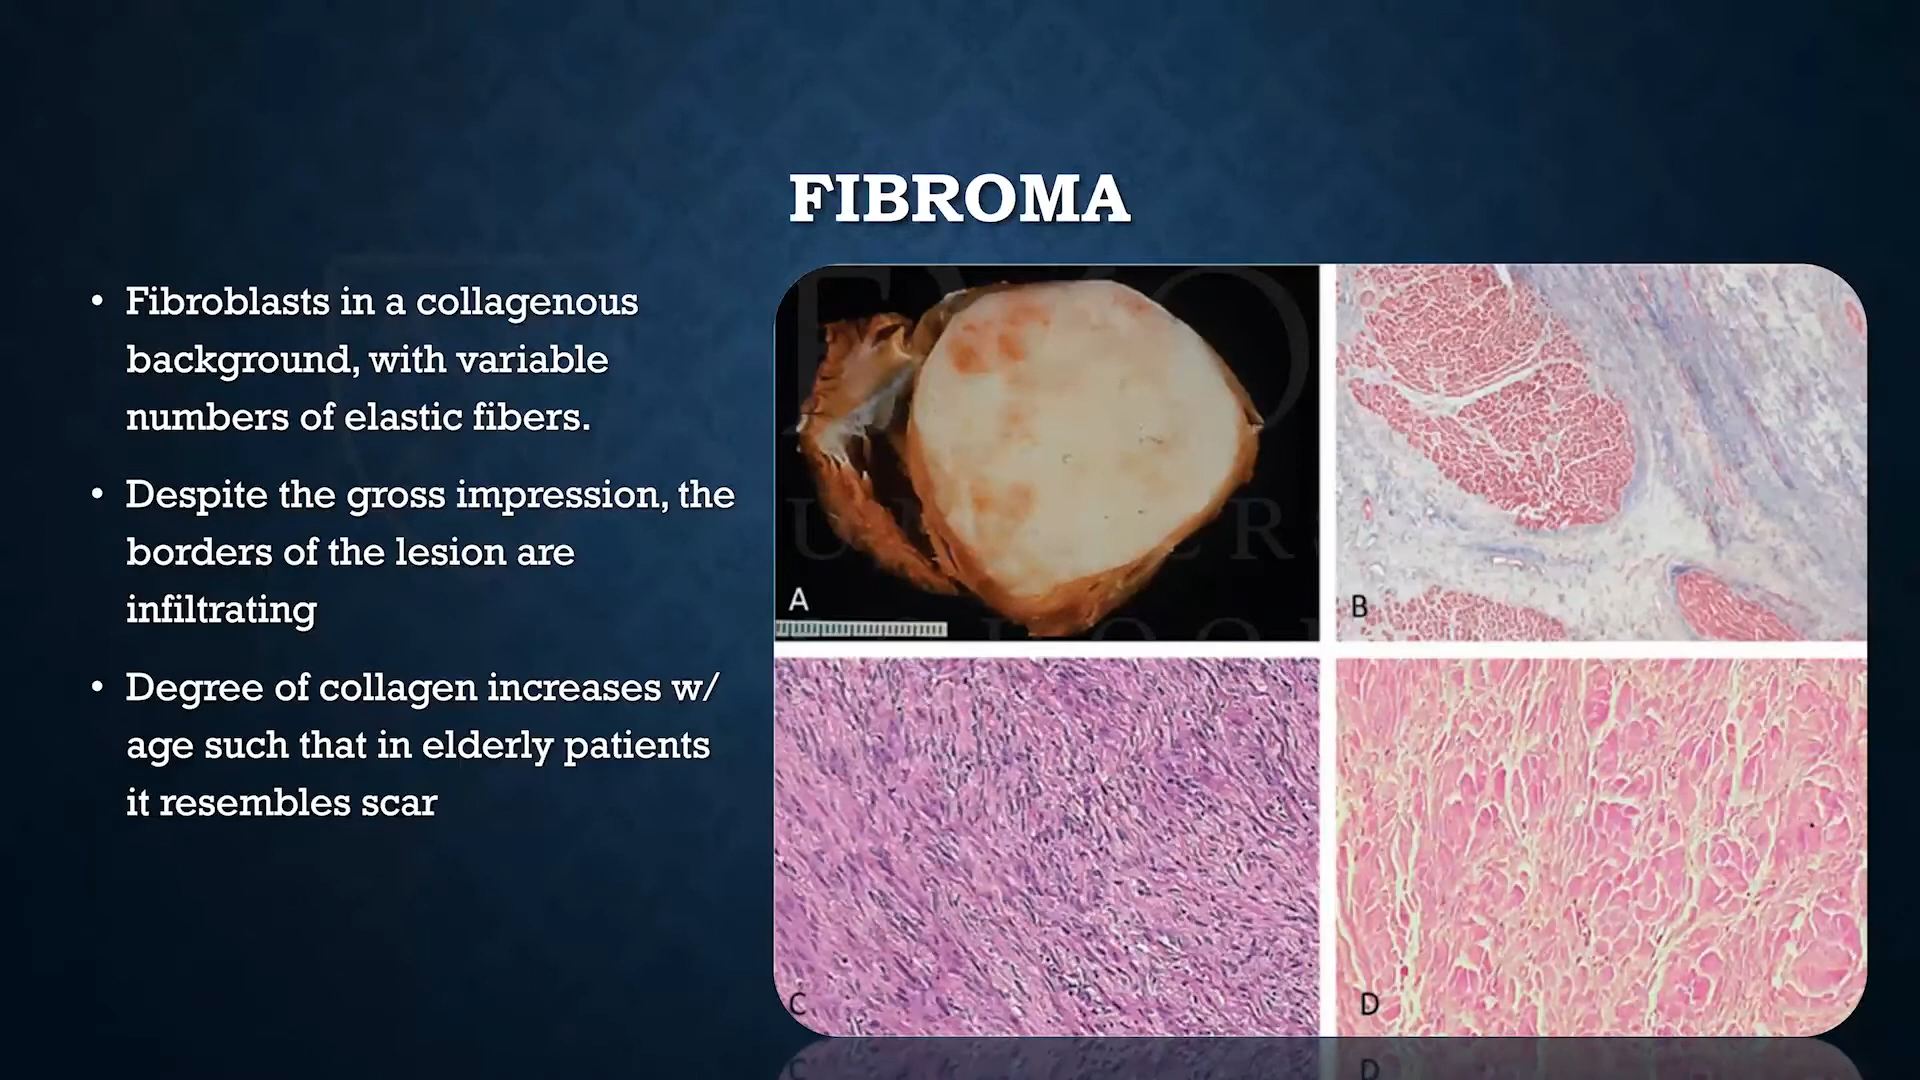 FIBROMA
• Fibroblasts in a collagenous
background, with variable
numbers of elastic fibers.
• Despite the gross impression, the
borders of the lesion are
infiltrating
• Degree of collagen increases w/
age such that in elderly patients
it resembles scar
A
B
C
D